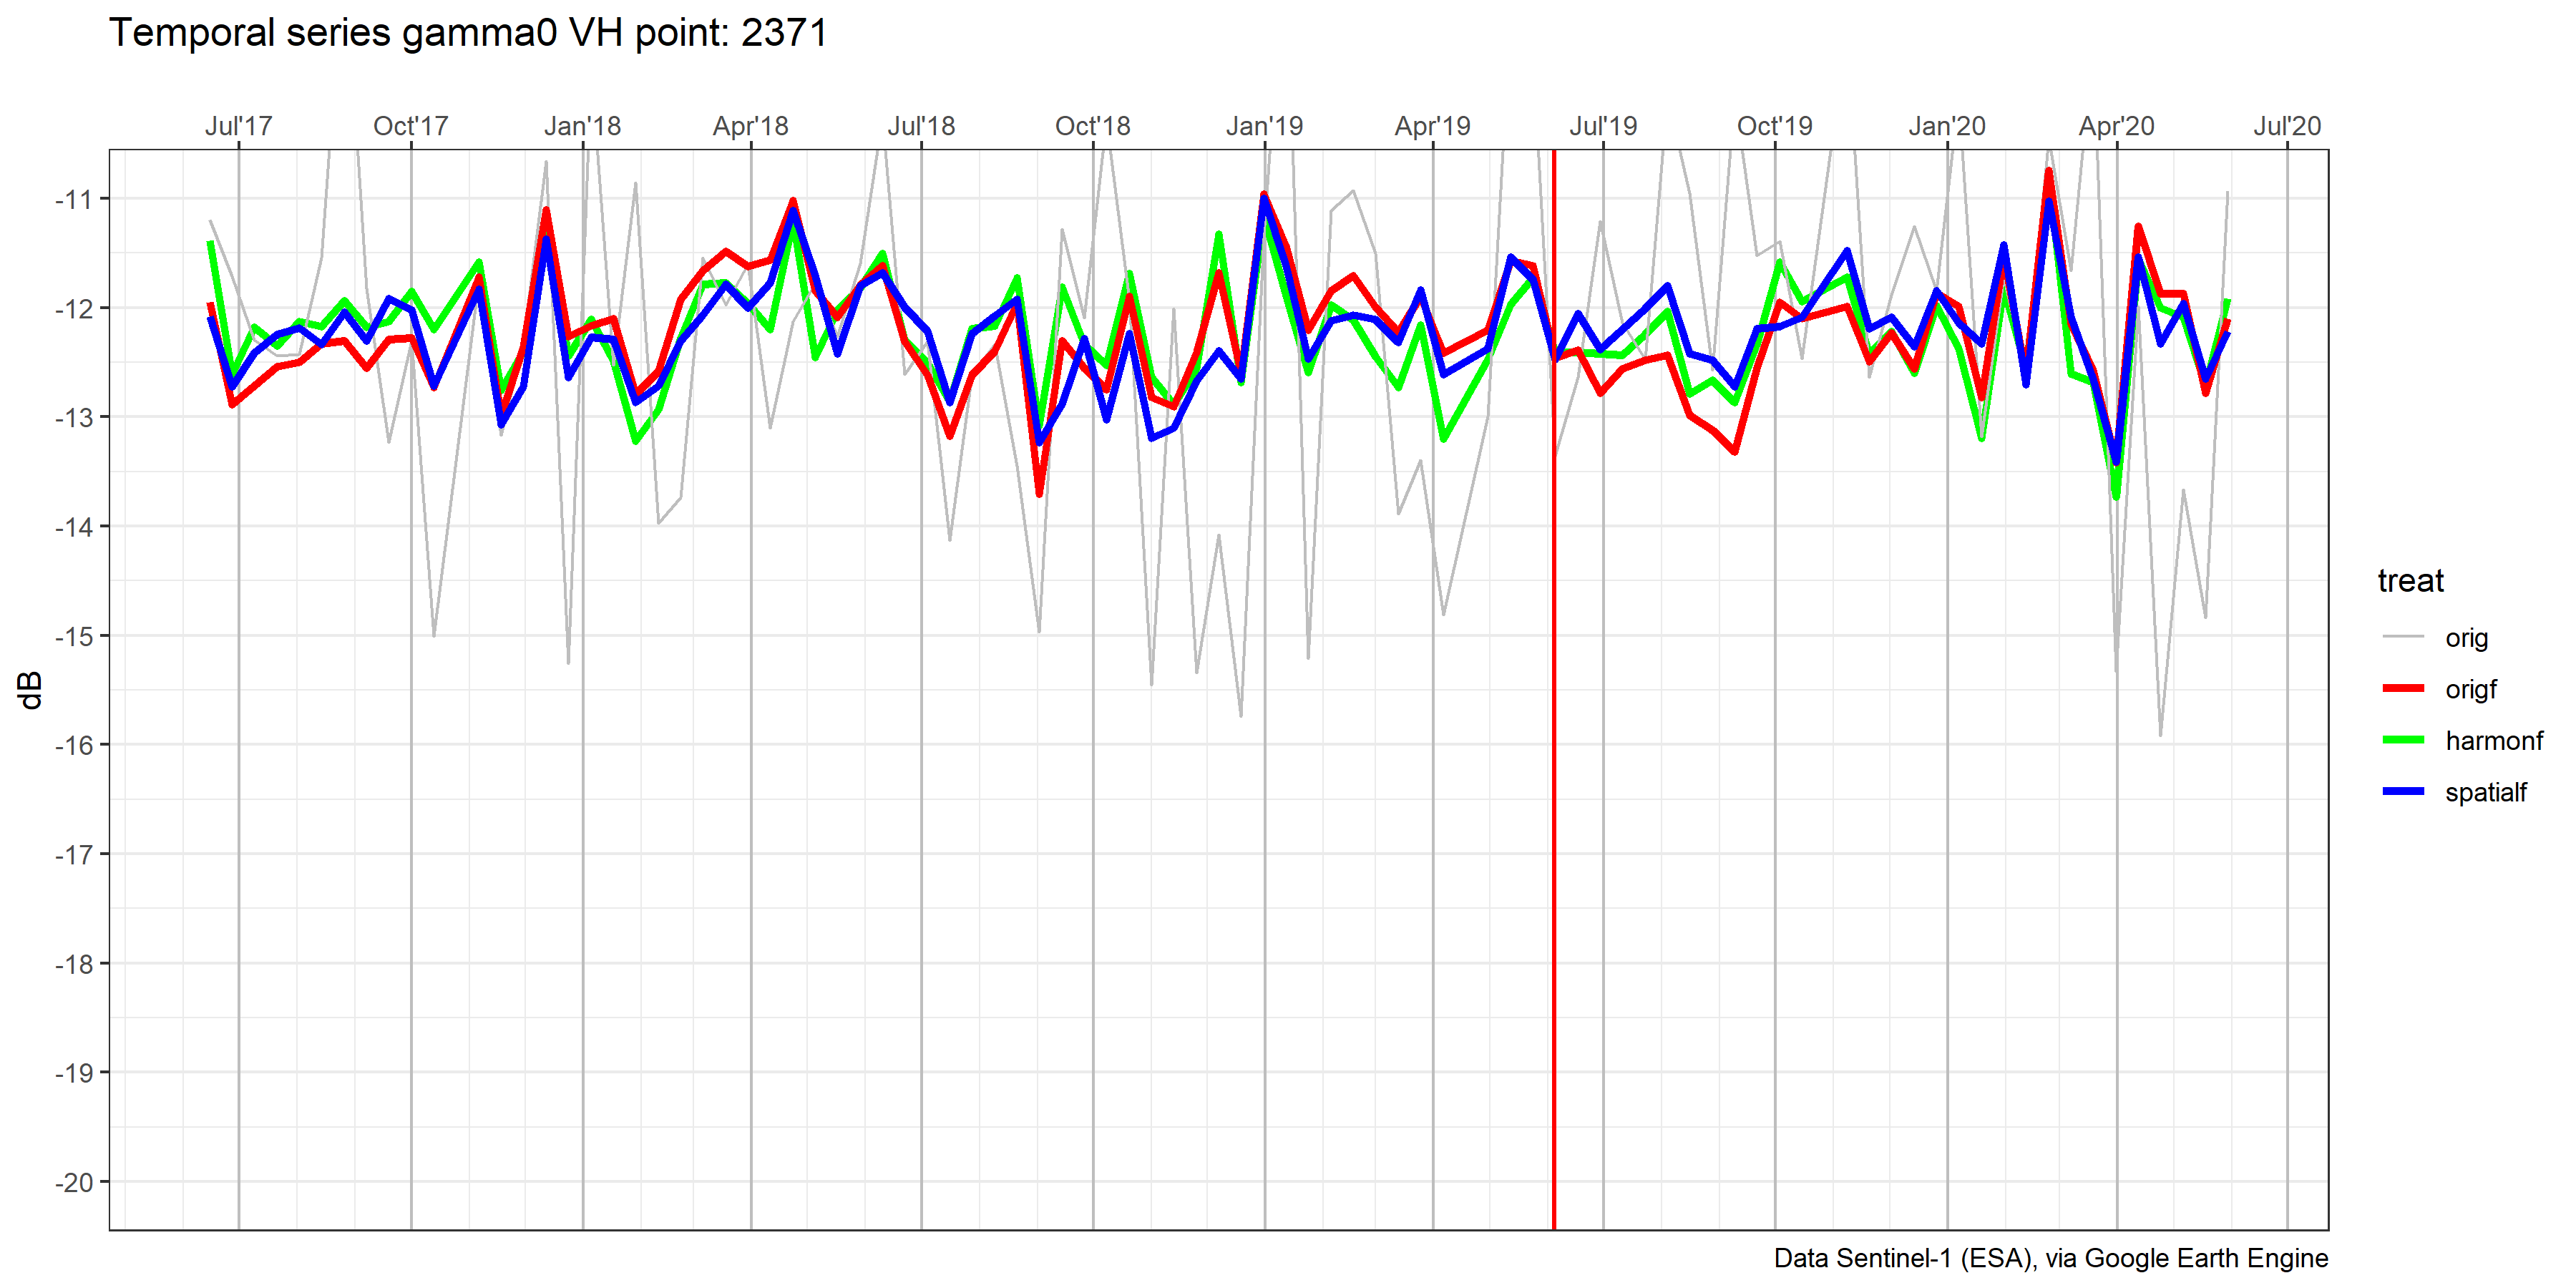 Temporal series gamma0 VH point: 2371
Jul'17 Oct'17 Jan'18 Apr'18 Jul'18 Oct'18 Jan'19 Apr'19 Jul'19 Oct'19 Jan'20 Apr'20 Jul'20
-11
-12
-13
-14
-15
-16
-17
-18
-19
-20
dB
treat
orig
origf
harmonf
spatialf
Data Sentinel-1 (ESA), via Google Earth Engine